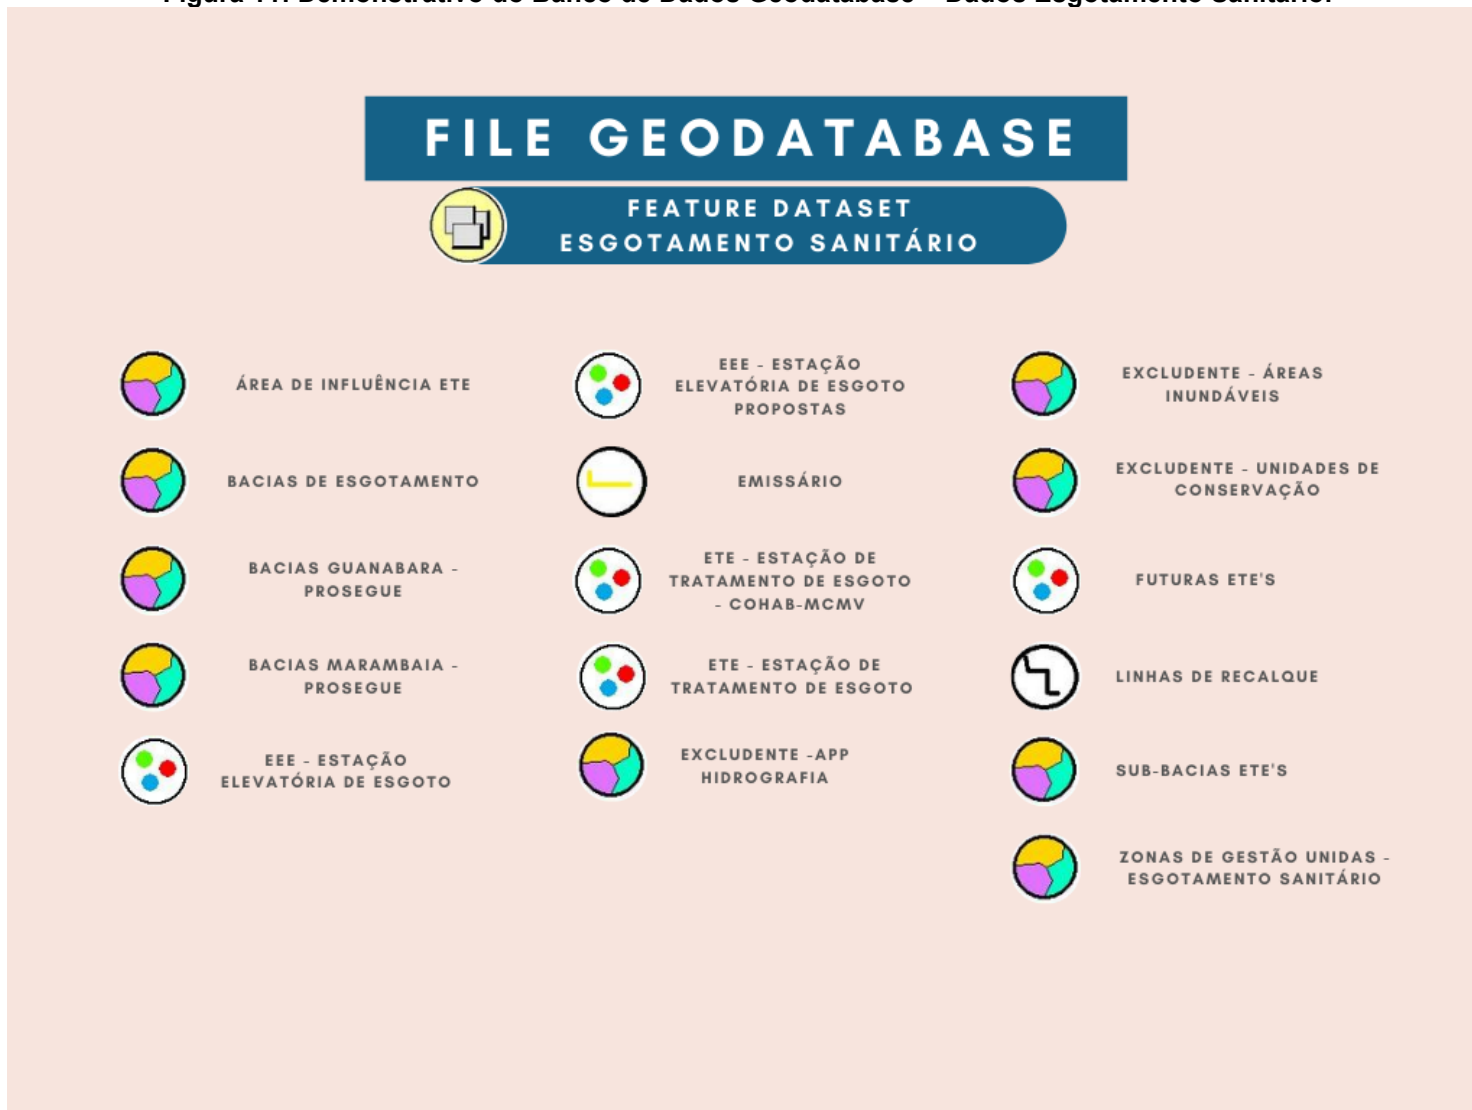 FILE GEODATABASE
FEATURE DATASET
ESGOTAMENTO SANITÁRIO
ÁREA DE INFLUÊNCIA ETE
BACIAS DE ESGOTAMENTO
BACIAS GUANABARA -
PROSEGUE
BACIAS MARAMBAIA -
PROSEGUE
EEE - ESTAÇÃO
ELEVATÓRIA DE ESGOTO
EEE - ESTAÇÃO
ELEVATÓRIA DE ESGOTO
PROPOSTAS
EMISSÁRIO
ETE - ESTAÇÃO DE
TRATAMENTO DE ESGOTO
- COHAB-MCMV
ETE - ESTAÇÃO DE
TRATAMENTO DE ESGOTO
EXCLUDENTE -APP
HIDROGRAFIA
EXCLUDENTE - ÁREAS
INUNDÁVEIS
EXCLUDENTE - UNIDADES DE
CONSERVAÇÃO
FUTURAS ETE'S
LINHAS DE RECALQUE
SUB-BACIAS ETE'S
ZONAS DE GESTÃO UNIDAS -
ESGOTAMENTO SANITÁRIO